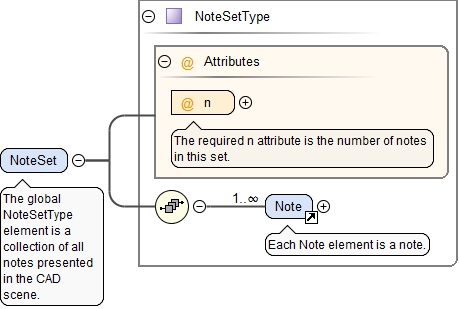 NoteSetType
@ Attributes
@ n
The required n attribute is the number of notes
in this set.
NoteSet
The global
NoteSetType
element is a
collection of all
notes presented
in the CAD
scene.
1..∞
Note
Each Note element is a note.